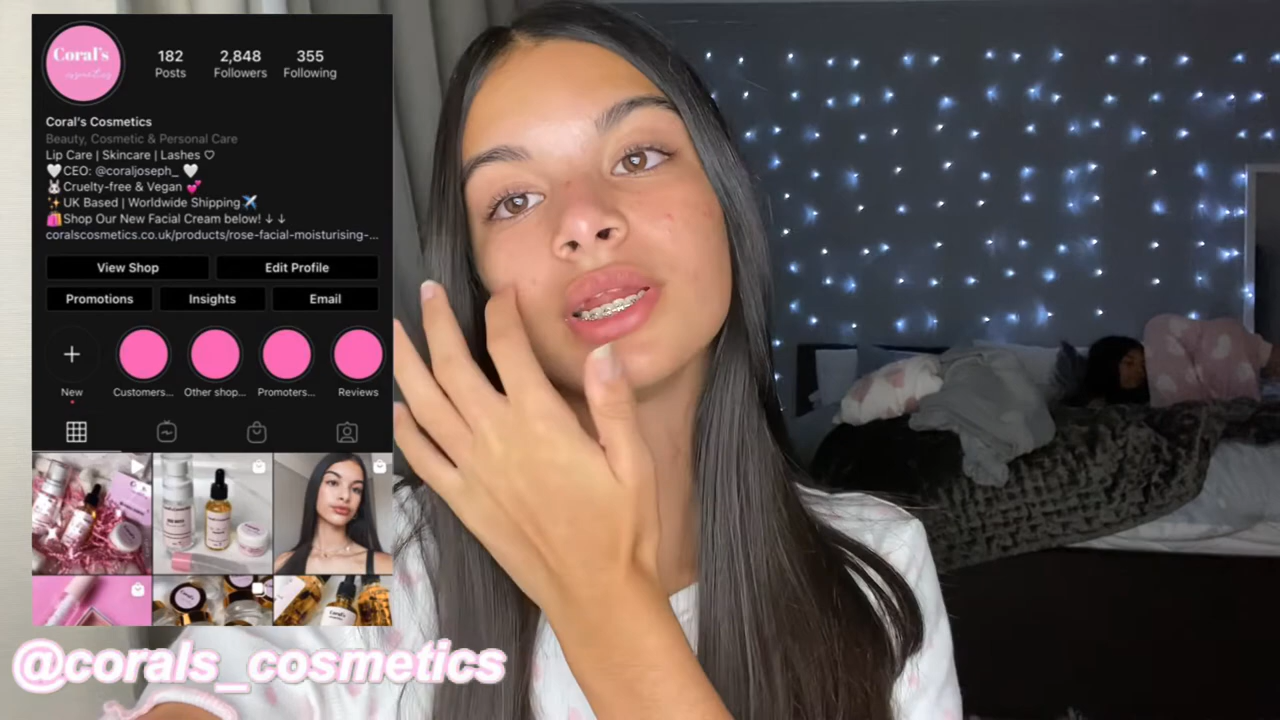 Coral's
cosmetics
182 2,848 355
Posts Followers Following
Coral's Cosmetics
Beauty, Cosmetic & Personal Care
Lip Care | Skincare | Lashes ♡
🤍CEO: @coraljoseph_ 🤍
🐰Cruelty-free & Vegan 💕
✨UK Based | Worldwide Shipping✈️
🛍️Shop Our New Facial Cream below! ↓ ↓
coralscosmetics.co.uk/products/rose-facial-moisturising-...
View Shop Edit Profile
Promotions Insights Email
New Customers... Other shop... Promoters... Reviews
@corals_cosmetics